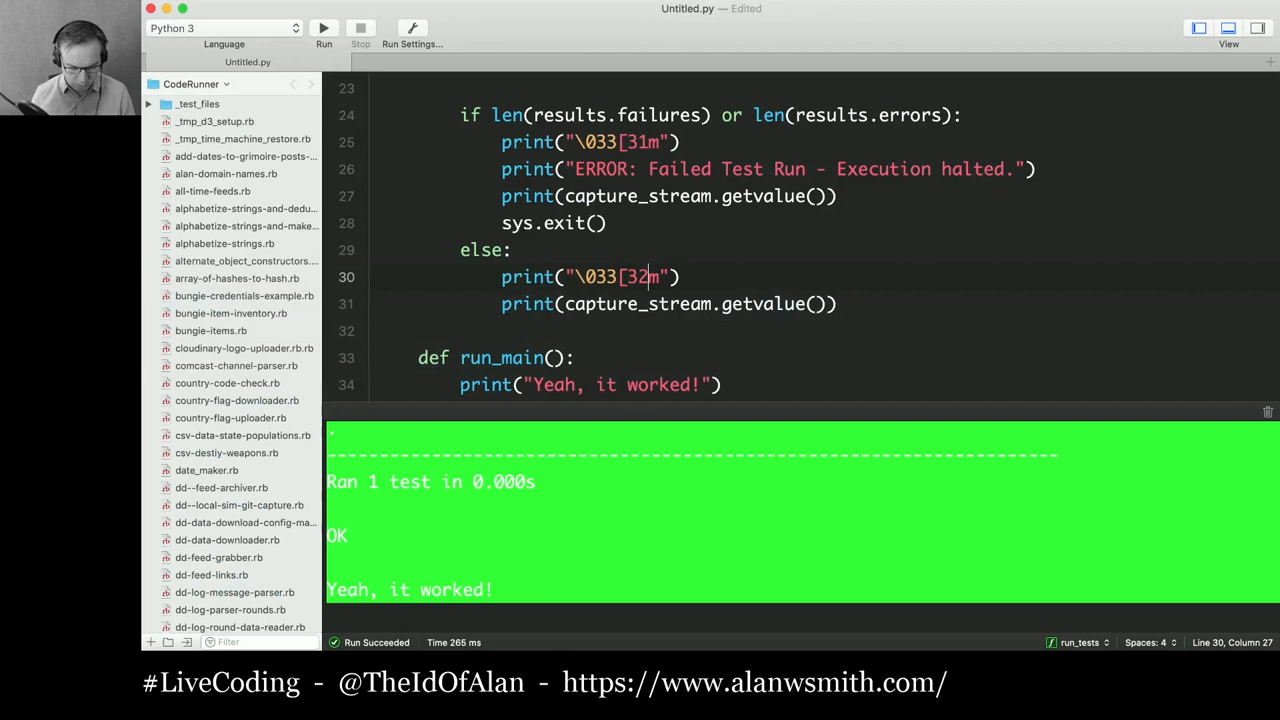 Untitled.py — Edited
Python 3
Language
Run
Stop
Run Settings...
View
Untitled.py
CodeRunner
_test_files
_tmp_d3_setup.rb
_tmp_time_machine_restore.rb
add-dates-to-grimoire-posts-...
alan-domain-names.rb
all-time-feeds.rb
alphabetize-strings-and-dedu...
alphabetize-strings-and-make...
alphabetize-strings.rb
alternate_object_constructors...
array-of-hashes-to-hash.rb
bungie-credentials-example.rb
bungie-item-inventory.rb
bungie-items.rb
cloudinary-logo-uploader.rb.rb
comcast-channel-parser.rb
country-code-check.rb
country-flag-downloader.rb
country-flag-uploader.rb
csv-data-state-populations.rb
csv-destiy-weapons.rb
date_maker.rb
dd--feed-archiver.rb
dd--local-sim-git-capture.rb
dd-data-download-config-ma...
dd-data-downloader.rb
dd-feed-grabber.rb
dd-feed-links.rb
dd-log-message-parser.rb
dd-log-parser-rounds.rb
dd-log-round-data-reader.rb
Filter
23
24 if len(results.failures) or len(results.errors):
25 print("\033[31m")
26 print("ERROR: Failed Test Run - Execution halted.")
27 print(capture_stream.getvalue())
28 sys.exit()
29 else:
30 print("\033[32m")
31 print(capture_stream.getvalue())
32
33 def run_main():
34 print("Yeah, it worked!")
.
----------------------------------------------------------------------
Ran 1 test in 0.000s
OK
Yeah, it worked!
Run Succeeded
Time 265 ms
run_tests
Spaces: 4
Line 30, Column 27
#LiveCoding - @TheIdOfAlan - https://www.alanwsmith.com/